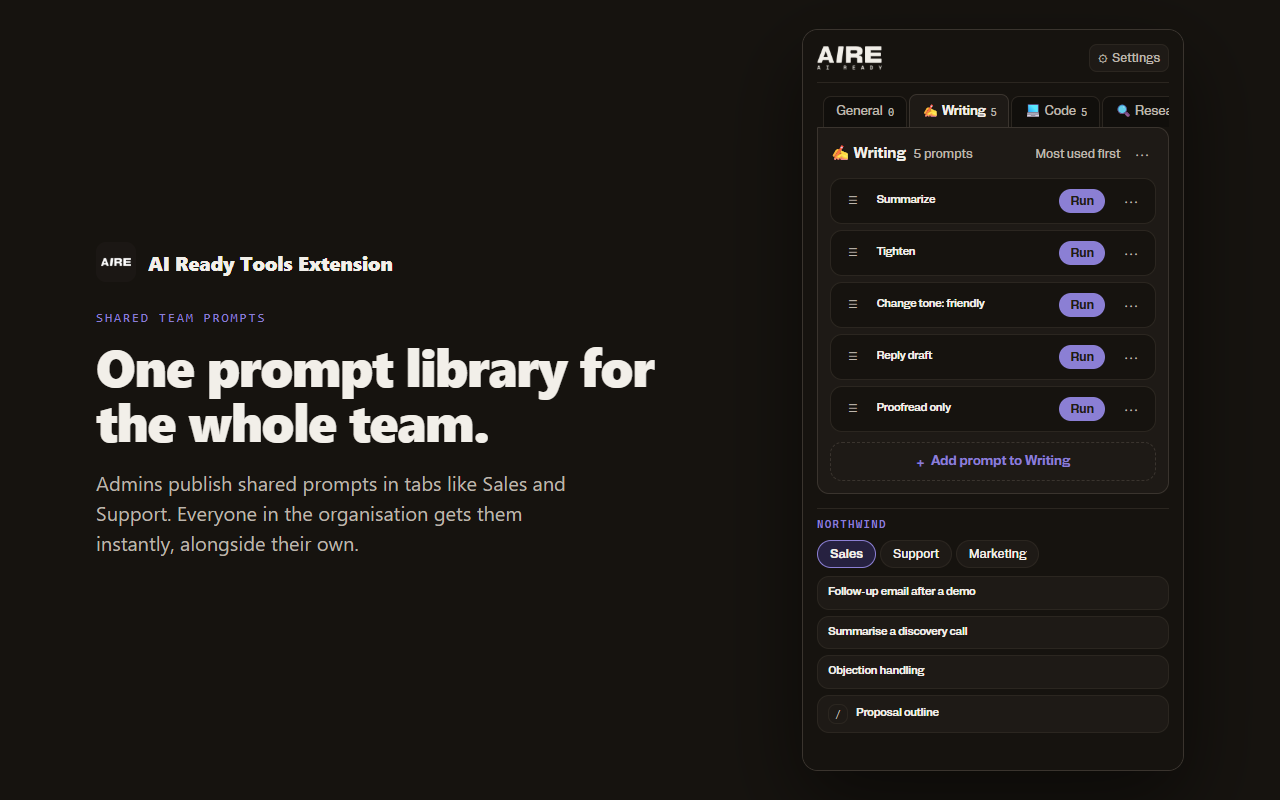 AIRE
AI Ready Tools Extension
SHARED TEAM PROMPTS
One prompt library for
the whole team.
Admins publish shared prompts in tabs like Sales and
Support. Everyone in the organisation gets them
instantly, alongside their own.
AIRE
AI READY
⚙ Settings
General 0
✍️ Writing 5
💻 Code 5
🔍 Resea
✍️ Writing 5 prompts Most used first ...
☰ Summarize Run ...
☰ Tighten Run ...
☰ Change tone: friendly Run ...
☰ Reply draft Run ...
☰ Proofread only Run ...
+ Add prompt to Writing
NORTHWIND
Sales Support Marketing
Follow-up email after a demo
Summarise a discovery call
Objection handling
/ Proposal outline